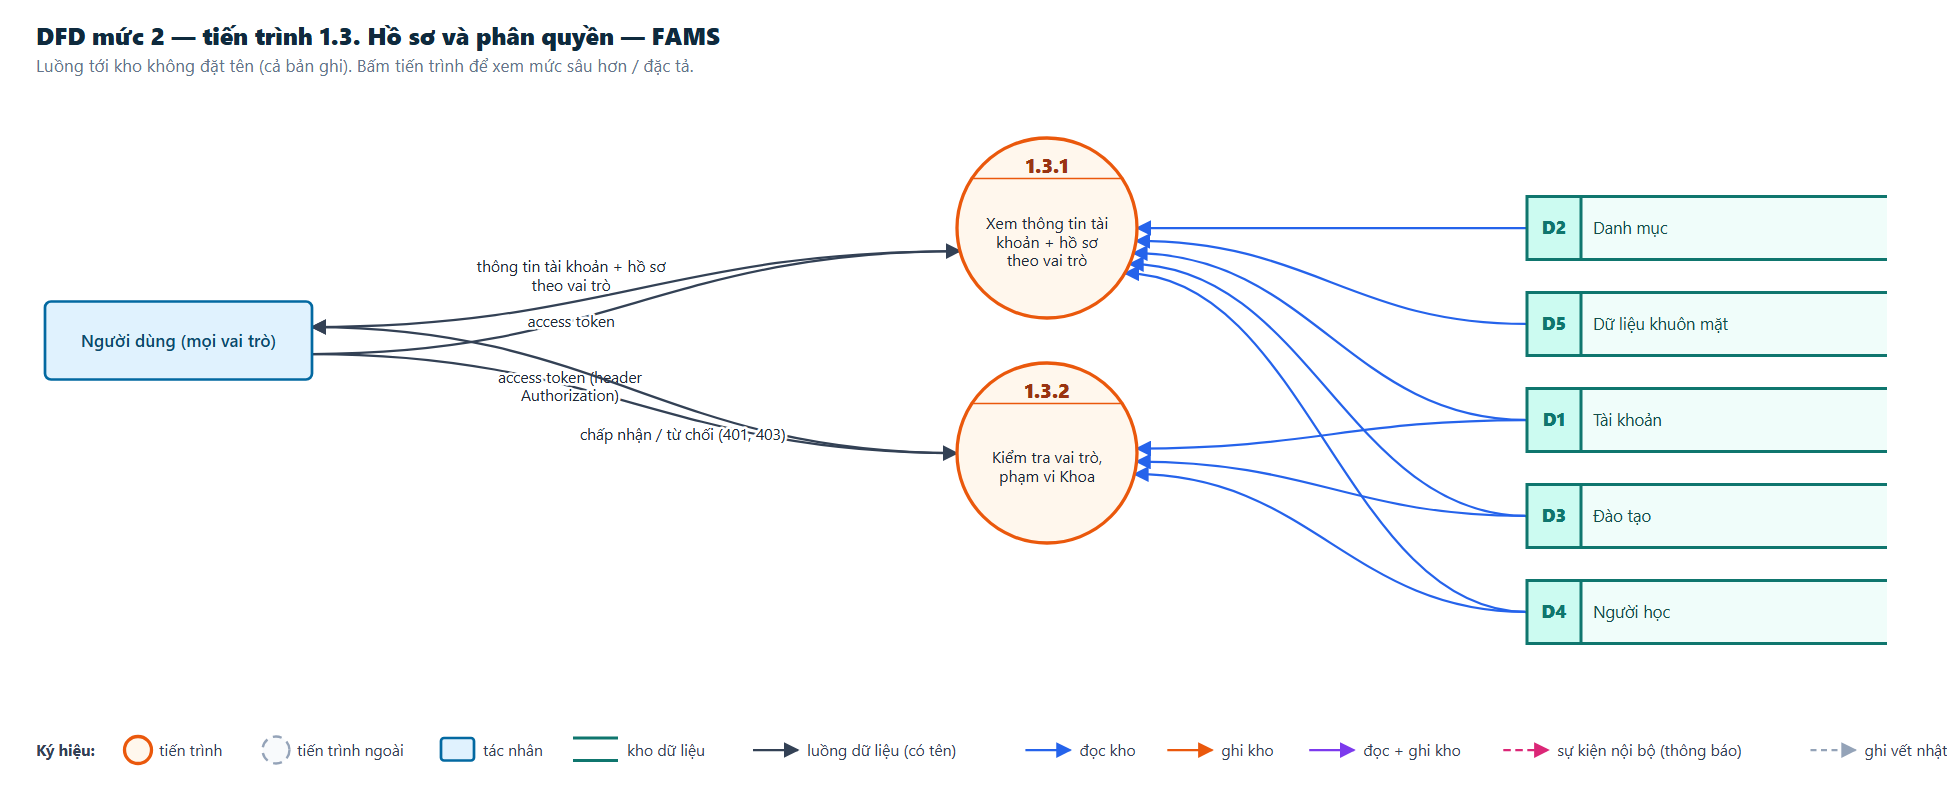 DFD mức 2 — tiến trình 1.3. Hồ sơ và phân quyền — FAMS
Luồng tới kho không đặt tên (cả bản ghi). Bấm tiến trình để xem mức sâu hơn / đặc tả.
1.3.1
Xem thông tin tài
khoản + hồ sơ
theo vai trò
D2
Danh mục
thông tin tài khoản + hồ sơ
theo vai trò
access token
D5
Dữ liệu khuôn mặt
Người dùng (mọi vai trò)
access token (header
Authorization)
chấp nhận / từ chối (401, 403)
1.3.2
Kiểm tra vai trò,
phạm vi Khoa
D1
Tài khoản
D3
Đào tạo
D4
Người học
Ký hiệu:
tiến trình
tiến trình ngoài
tác nhân
kho dữ liệu
luồng dữ liệu (có tên)
đọc kho
ghi kho
đọc + ghi kho
sự kiện nội bộ (thông báo)
ghi vết nhật